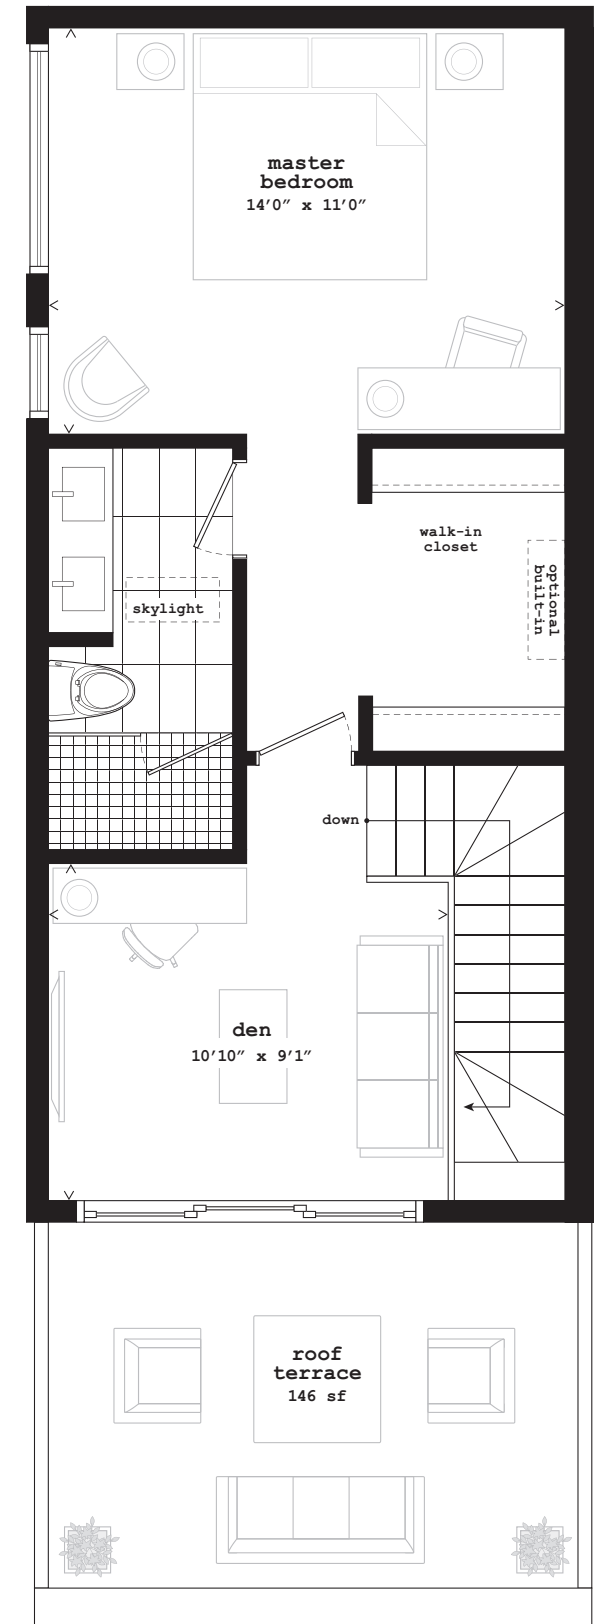 master
bedroom
14′0″ x 11′0″
walk-in
closet
optional
built-in
skylight
down
den
10′10″ x 9′1″
roof
terrace
146 sf